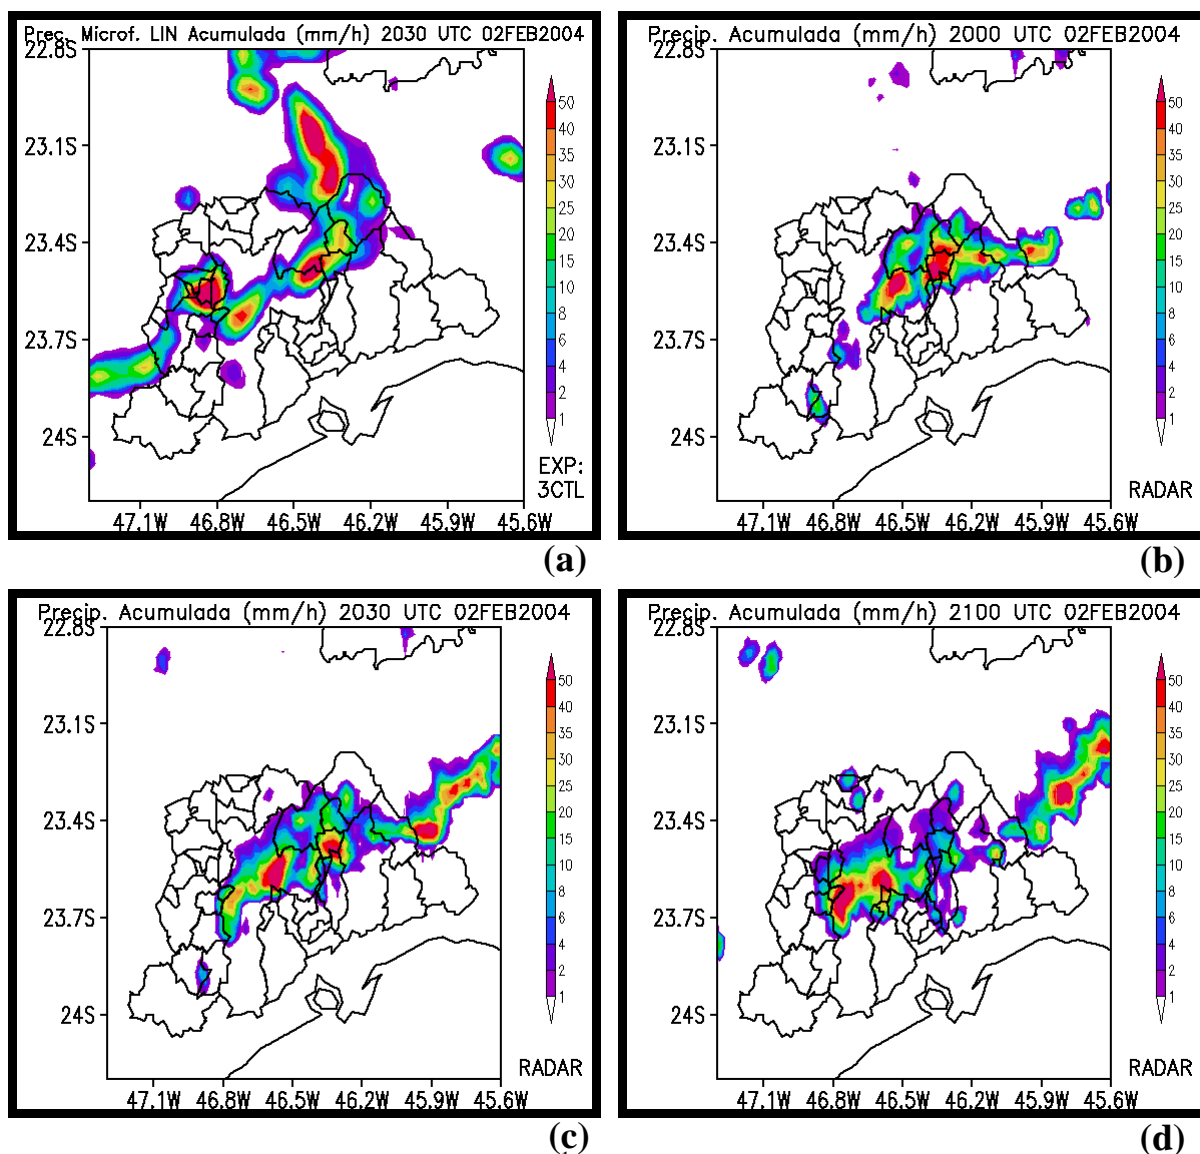 Prec. Microf. LIN Acumulada (mm/h) 2030 UTC 02FEB2004
22.8S
23.1S
23.4S
23.7S
24S
47.1W 46.8W 46.5W 46.2W 45.9W 45.6W
50
40
35
30
25
20
15
10
8
6
4
2
1
EXP:
3CTL
(a)
Precip. Acumulada (mm/h) 2000 UTC 02FEB2004
22.8S
23.1S
23.4S
23.7S
24S
47.1W 46.8W 46.5W 46.2W 45.9W 45.6W
50
40
35
30
25
20
15
10
8
6
4
2
1
RADAR
(b)
Precip. Acumulada (mm/h) 2030 UTC 02FEB2004
22.8S
23.1S
23.4S
23.7S
24S
47.1W 46.8W 46.5W 46.2W 45.9W 45.6W
50
40
35
30
25
20
15
10
8
6
4
2
1
RADAR
(c)
Precip. Acumulada (mm/h) 2100 UTC 02FEB2004
22.8S
23.1S
23.4S
23.7S
24S
47.1W 46.8W 46.5W 46.2W 45.9W 45.6W
50
40
35
30
25
20
15
10
8
6
4
2
1
RADAR
(d)